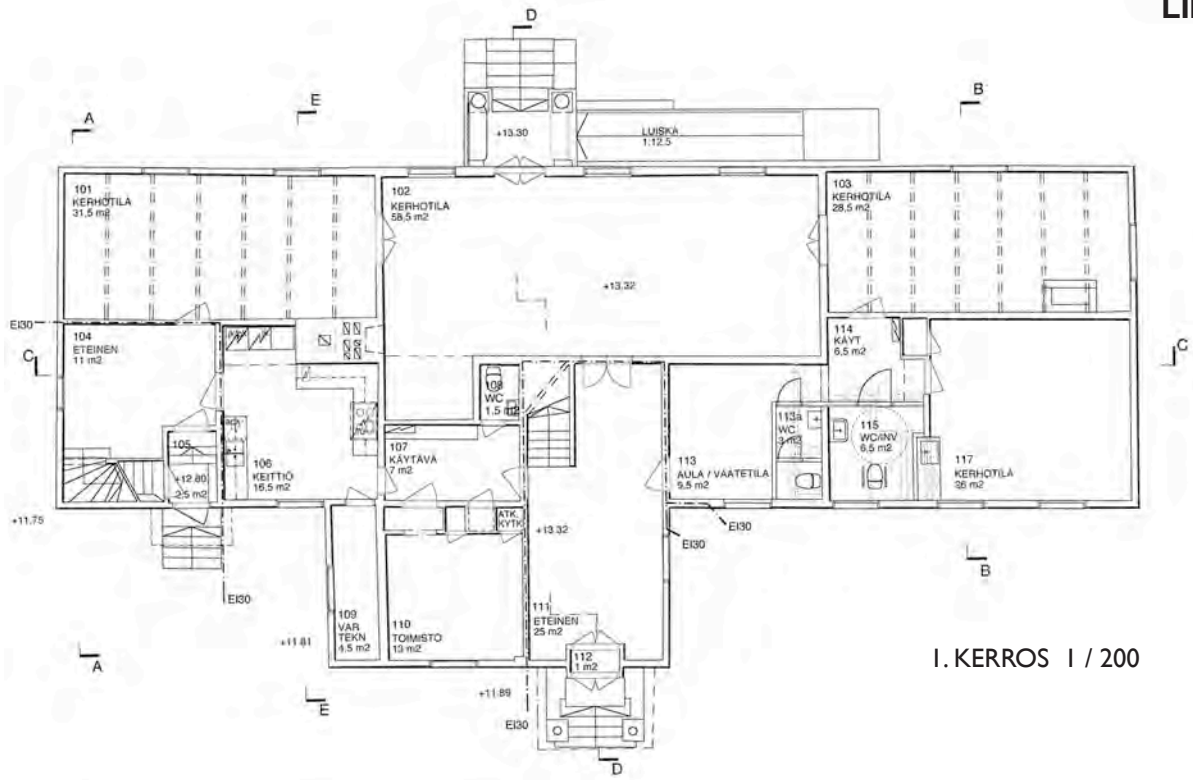 D
A
E
B
+13.30
LUISKA
1:12.5
101
KERHOTILA
31,5 m2
102
KERHOTILA
58,5 m2
103
KERHOTILA
28,5 m2
+13.32
EI30
104
ETEINEN
11 m2
C
C
114
KÄYT
6,5 m2
108
WC
1,5 m2
105
+12.80
2,5 m2
106
KEITTIÖ
16,5 m2
107
KÄYTÄVÄ
7 m2
113
AULA / VAATETILA
9,5 m2
113a
WC
3 m2
115
WC/INV
6,5 m2
117
KERHOTILA
26 m2
+11.75
ATK.
KYTK
+13.32
EI30
EI30
EI30
B
109
VAR
TEKN
4,5 m2
110
TOIMISTO
13 m2
111
ETEINEN
25 m2
112
1 m2
+11.81
A
E
+11.89
EI30
D
1. KERROS 1 / 200